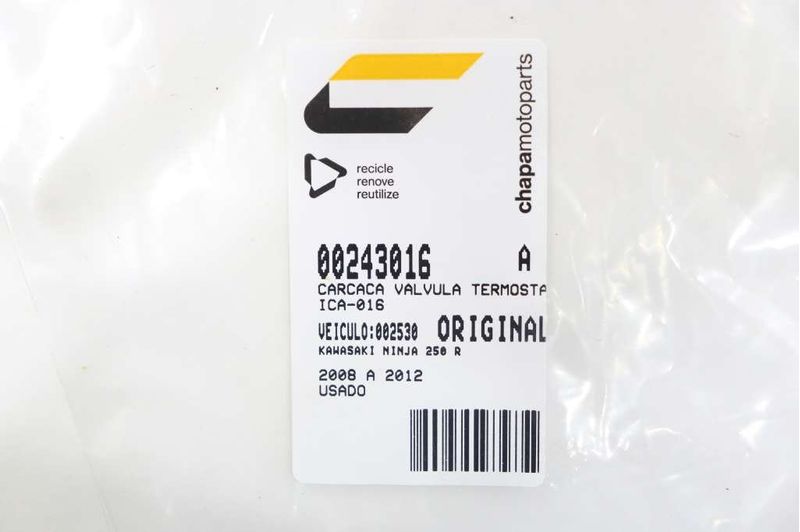 chapamotoparts
recicle
renove
reutilize
00243016 A
CARCACA VALVULA TERMOSTA
ICA-016
VEICULO:002530 ORIGINAL
KAWASAKI NINJA 250 R
2008 A 2012
USADO